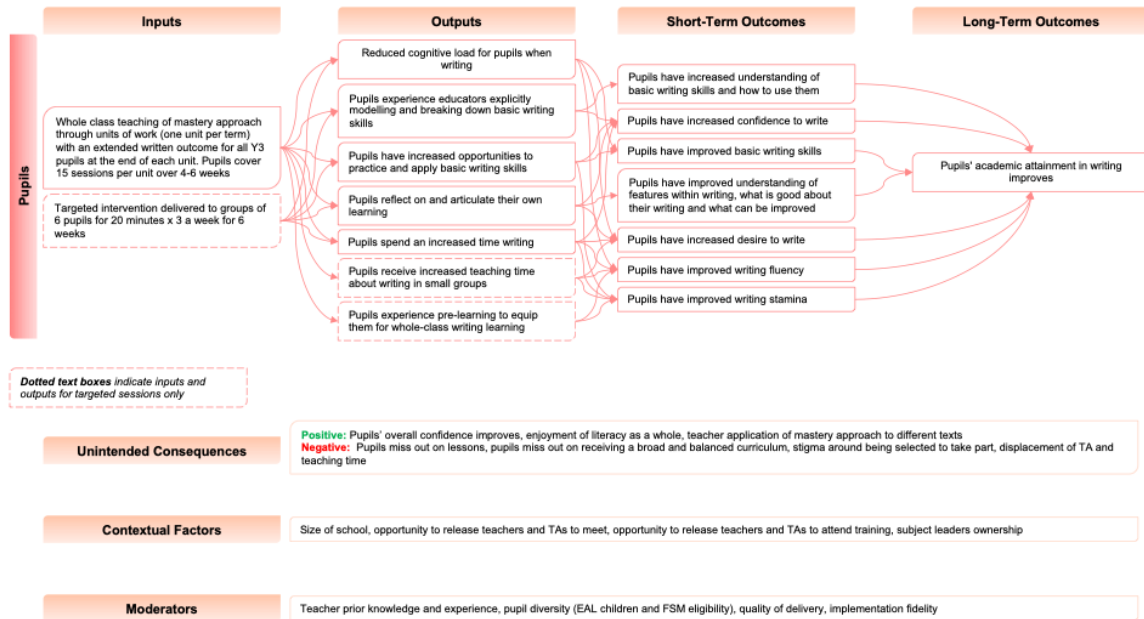 Inputs
Outputs
Short-Term Outcomes
Long-Term Outcomes
Pupils
Whole class teaching of mastery approach
through units of work (one unit per term)
with an extended written outcome for all Y3
pupils at the end of each unit. Pupils cover
15 sessions per unit over 4-6 weeks
Targeted intervention delivered to groups of
6 pupils for 20 minutes x 3 a week for 6
weeks
Reduced cognitive load for pupils when
writing
Pupils experience educators explicitly
modelling and breaking down basic writing
skills
Pupils have increased opportunities to
practice and apply basic writing skills
Pupils reflect on and articulate their own
learning
Pupils spend an increased time writing
Pupils receive increased teaching time
about writing in small groups
Pupils experience pre-learning to equip
them for whole-class writing learning
Pupils have increased understanding of
basic writing skills and how to use them
Pupils have increased confidence to write
Pupils have improved basic writing skills
Pupils have improved understanding of
features within writing, what is good about
their writing and what can be improved
Pupils have increased desire to write
Pupils have improved writing fluency
Pupils have improved writing stamina
Pupils' academic attainment in writing
improves
Dotted text boxes indicate inputs and
outputs for targeted sessions only
Unintended Consequences
Positive: Pupils' overall confidence improves, enjoyment of literacy as a whole, teacher application of mastery approach to different texts
Negative: Pupils miss out on lessons, pupils miss out on receiving a broad and balanced curriculum, stigma around being selected to take part, displacement of TA and
teaching time
Contextual Factors
Size of school, opportunity to release teachers and TAs to meet, opportunity to release teachers and TAs to attend training, subject leaders ownership
Moderators
Teacher prior knowledge and experience, pupil diversity (EAL children and FSM eligibility), quality of delivery, implementation fidelity